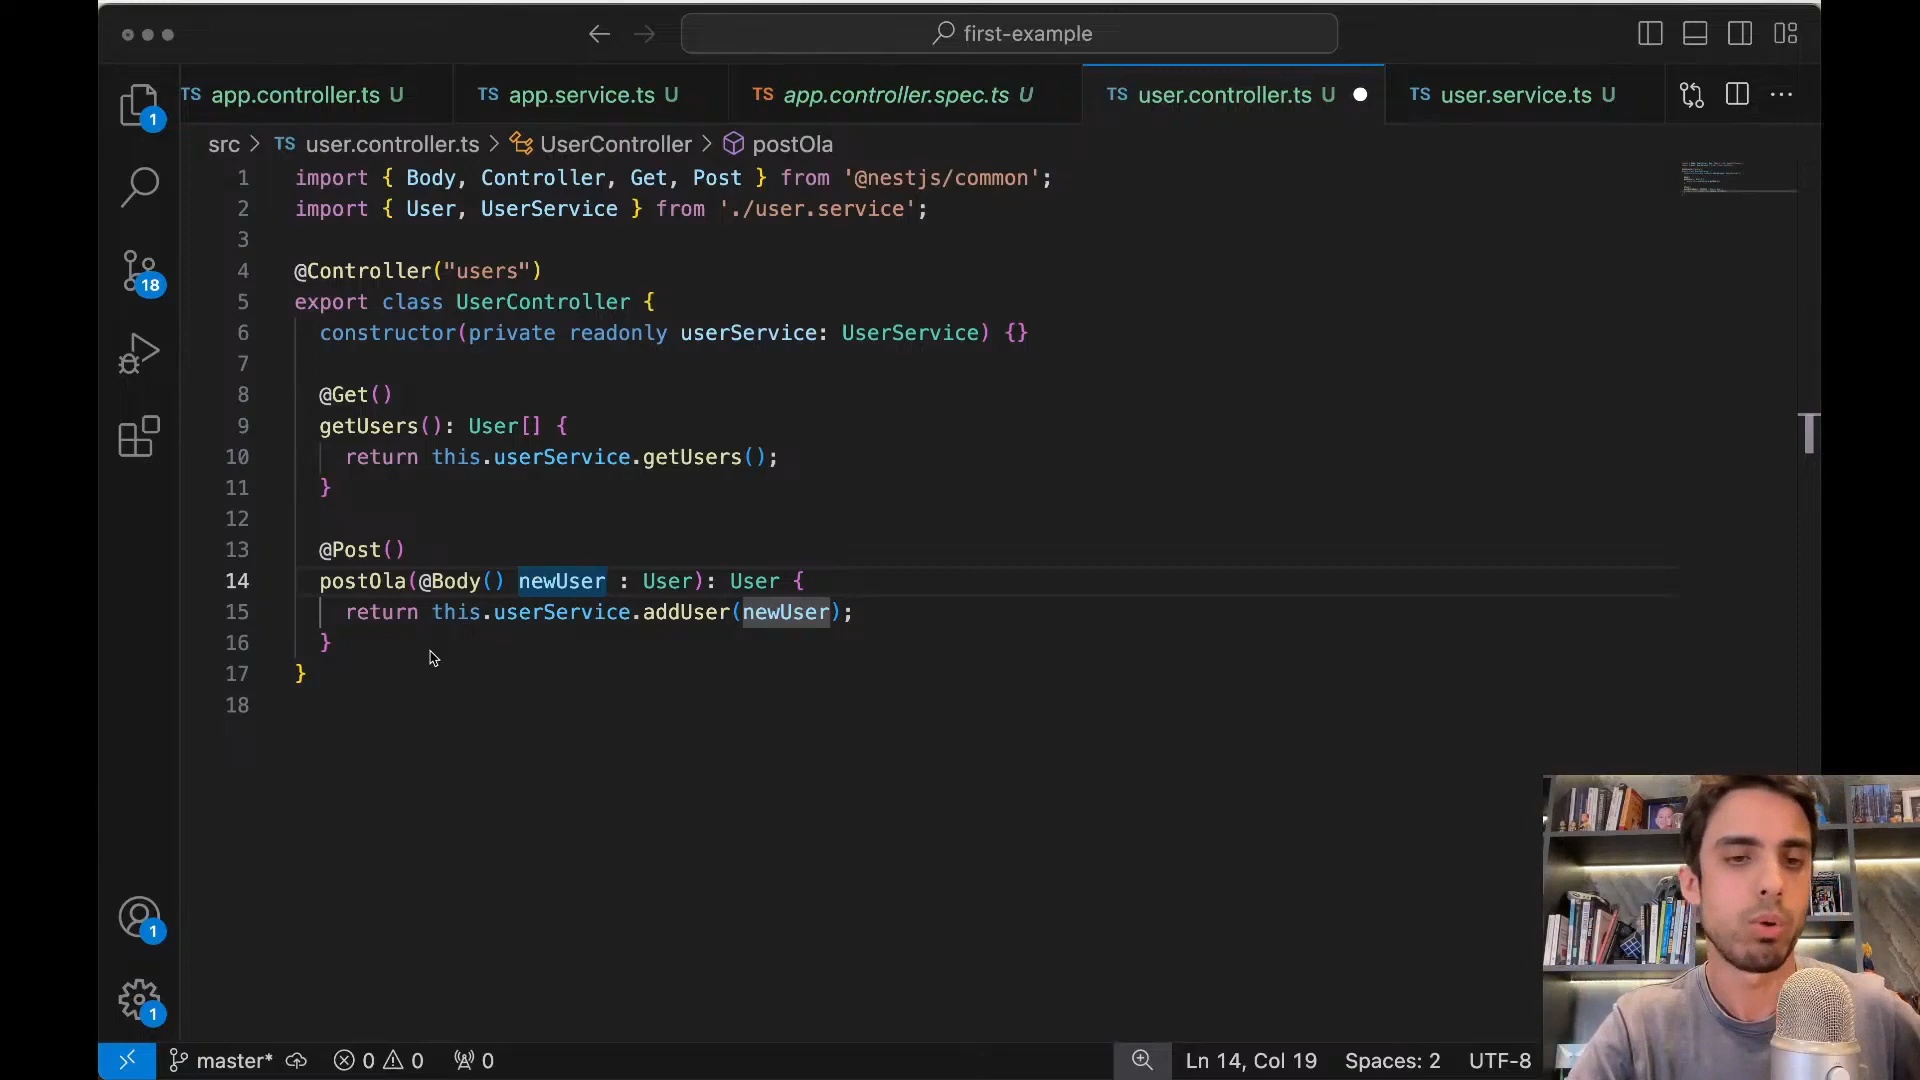 first-example
TS app.controller.ts U
TS app.service.ts U
TS app.controller.spec.ts U
TS user.controller.ts U
TS user.service.ts U
1
18
1
1
src > TS user.controller.ts > UserController > postOla
1 import { Body, Controller, Get, Post } from '@nestjs/common';
2 import { User, UserService } from './user.service';
3
4 @Controller("users")
5 export class UserController {
6 constructor(private readonly userService: UserService) {}
7
8 @Get()
9 getUsers(): User[] {
10 return this.userService.getUsers();
11 }
12
13 @Post()
14 postOla(@Body() newUser : User): User {
15 return this.userService.addUser(newUser);
16 }
17 }
18
master* 0 0 0 Ln 14, Col 19 Spaces: 2 UTF-8